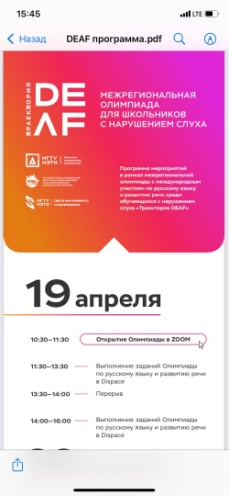 15:45
LTE
Назад
DEAF программа.pdf
ТРАЕКТОРИЯ
DE
AF
МЕЖРЕГИОНАЛЬНАЯ
ОЛИМПИАДА
ДЛЯ ШКОЛЬНИКОВ
С НАРУШЕНИЕМ СЛУХА
НГТУ
НЭТИ
НГТУ
НЭТИ
Программа мероприятий
в рамках межрегиональной
олимпиады с международным
участием по русскому языку
и развитию речи среди
обучающихся с нарушением
слуха «Траектория DEAF»
19 апреля
10:30–11:30 Открытие Олимпиады в ZOOM
11:30–13:30 Выполнение заданий Олимпиады
по русскому языку и развитию речи
в Dispace
13:30–14:00 Перерыв
14:00–16:00 Выполнение заданий Олимпиады
по русскому языку и развитию речи
в Dispace